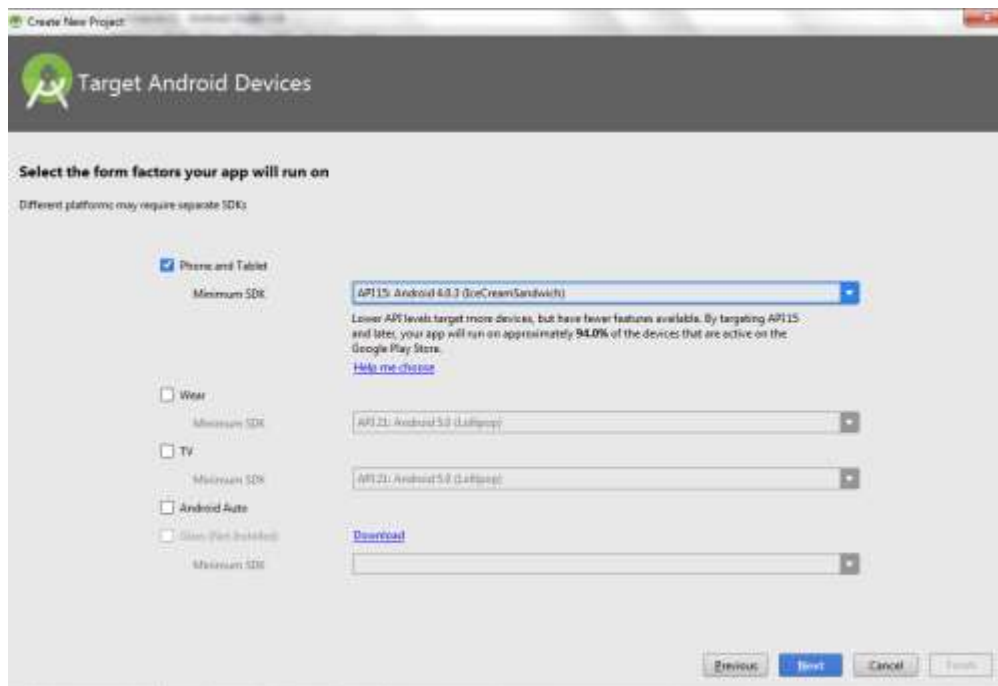 Create New Project
Target Android Devices
Select the form factors your app will run on
Different platforms may require separate SDKs
Phone and Tablet
Minimum SDK
API 15: Android 4.0.3 (IceCreamSandwich)
Lower API levels target more devices, but have fewer features available. By targeting API 15
and later, your app will run on approximately 94.0% of the devices that are active on the
Google Play Store.
Help me choose
Wear
Minimum SDK
API 21: Android 5.0 (Lollipop)
TV
Minimum SDK
API 21: Android 5.0 (Lollipop)
Android Auto
Glass (Not Installed)
Download
Minimum SDK
Previous
Next
Cancel
Finish